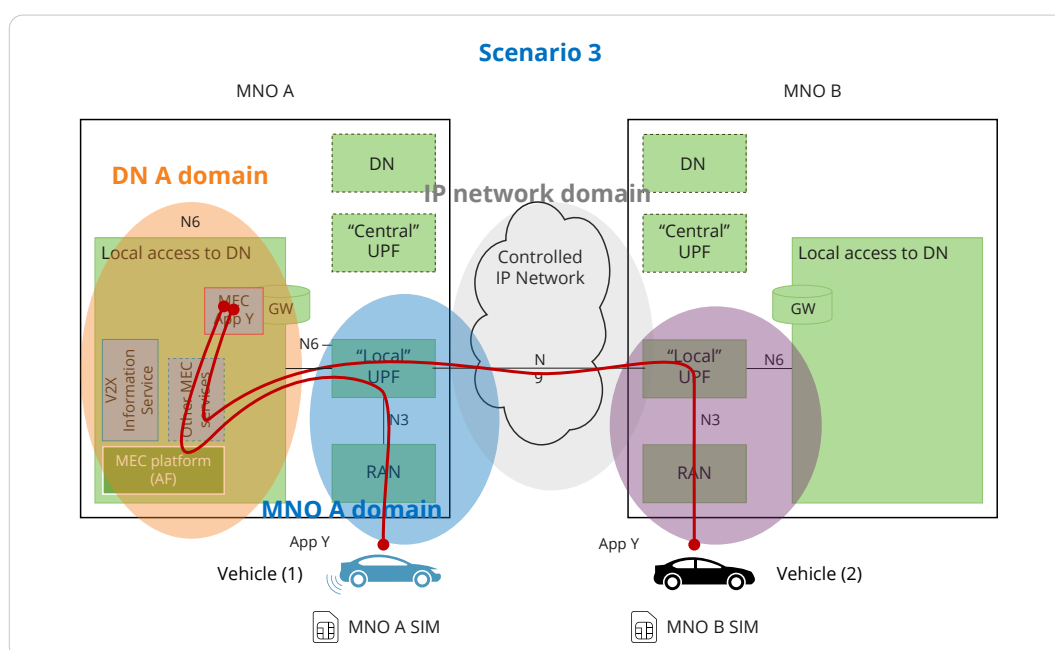 Scenario 3
MNO A
MNO B
DN A domain
DN
DN
IP network domain
N6
"Central"
UPF
"Central"
UPF
Local access to DN
Controlled
IP Network
Local access to DN
MEC
App Y
GW
GW
N6
"Local"
UPF
N
9
"Local"
UPF
N6
V2X
Information
Service
Other MEC
services
N3
N3
MEC platform
(AF)
RAN
RAN
MNO A domain
App Y
App Y
Vehicle (1)
Vehicle (2)
MNO A SIM
MNO B SIM